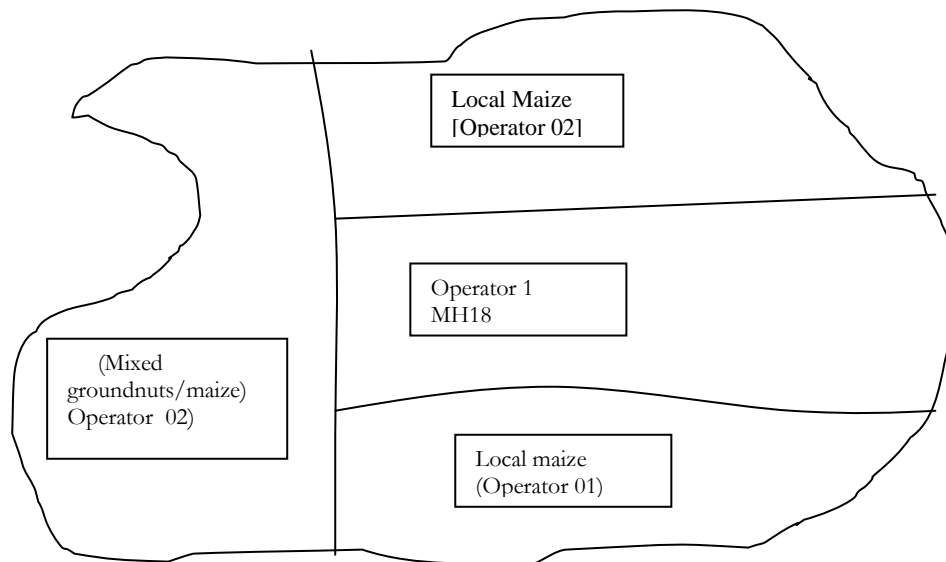 Local Maize
[Operator 02]
Operator 1
MH18
(Mixed
groundnuts/maize)
Operator 02)
Local maize
(Operator 01)